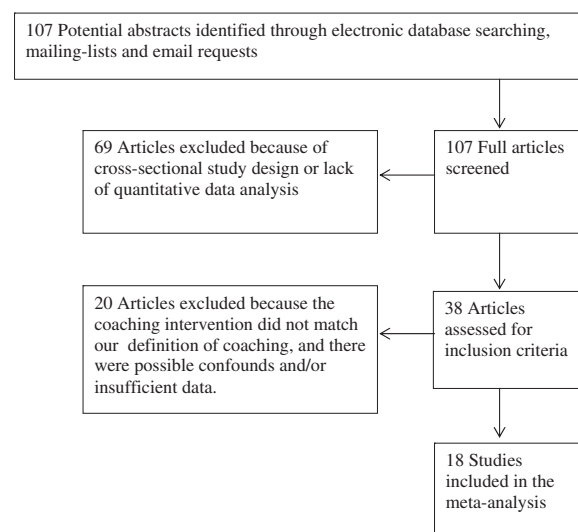 107 Potential abstracts identified through electronic database searching,
mailing-lists and email requests
69 Articles excluded because of
cross-sectional study design or lack
of quantitative data analysis
107 Full articles
screened
20 Articles excluded because the
coaching intervention did not match
our definition of coaching, and there
were possible confounds and/or
insufficient data.
38 Articles
assessed for
inclusion criteria
18 Studies
included in the
meta-analysis